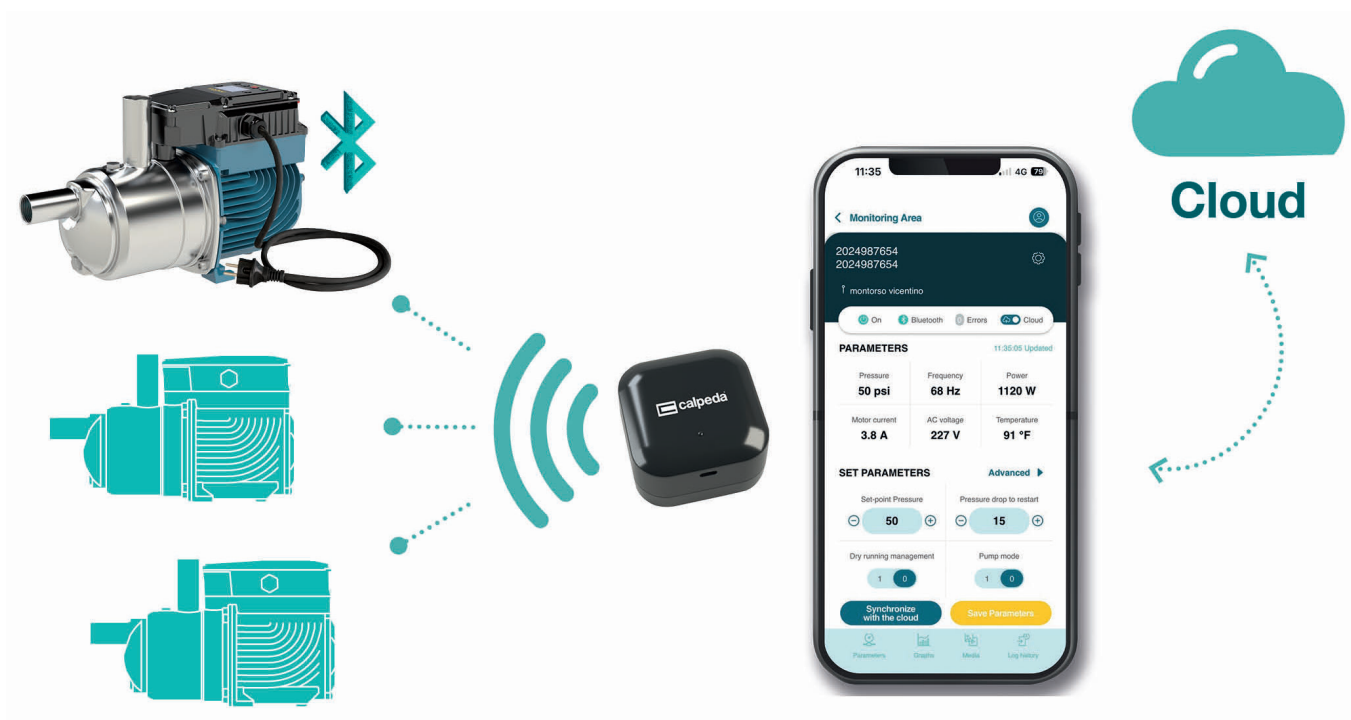 calpeda
11:35
4G 79
Monitoring Area
2024987654
2024987654
montorso vicentino
On Bluetooth 0 Errors Cloud
PARAMETERS 11:35:05 Updated
Pressure Frequency Power
50 psi 68 Hz 1120 W
Motor current AC voltage Temperature
3.8 A 227 V 91 °F
SET PARAMETERS Advanced
Set-point Pressure Pressure drop to restart
50 15
Dry running management Pump mode
1 0 1 0
Synchronize
with the cloud
Save Parameters
Parameters Graphs Media Log history
Cloud